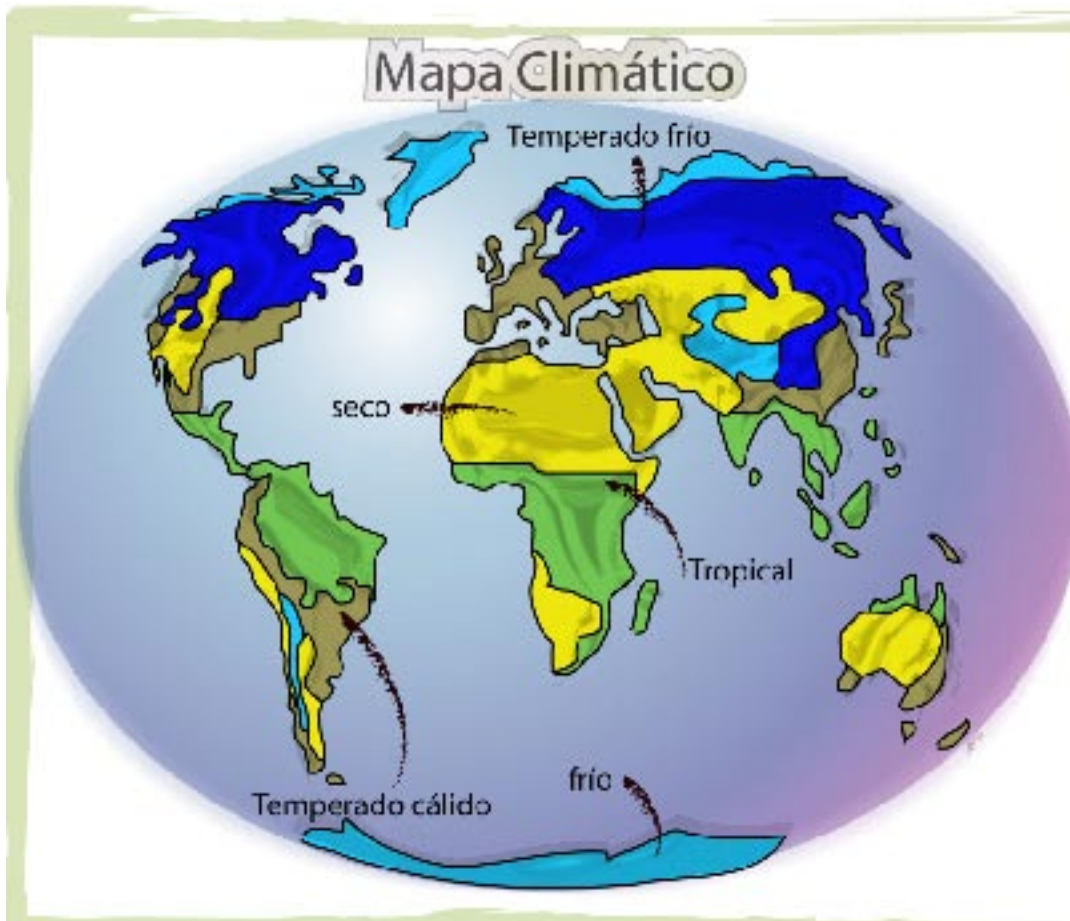 Mapa Climático
Temperado frío
seco
Tropical
frío
Temperado cálido